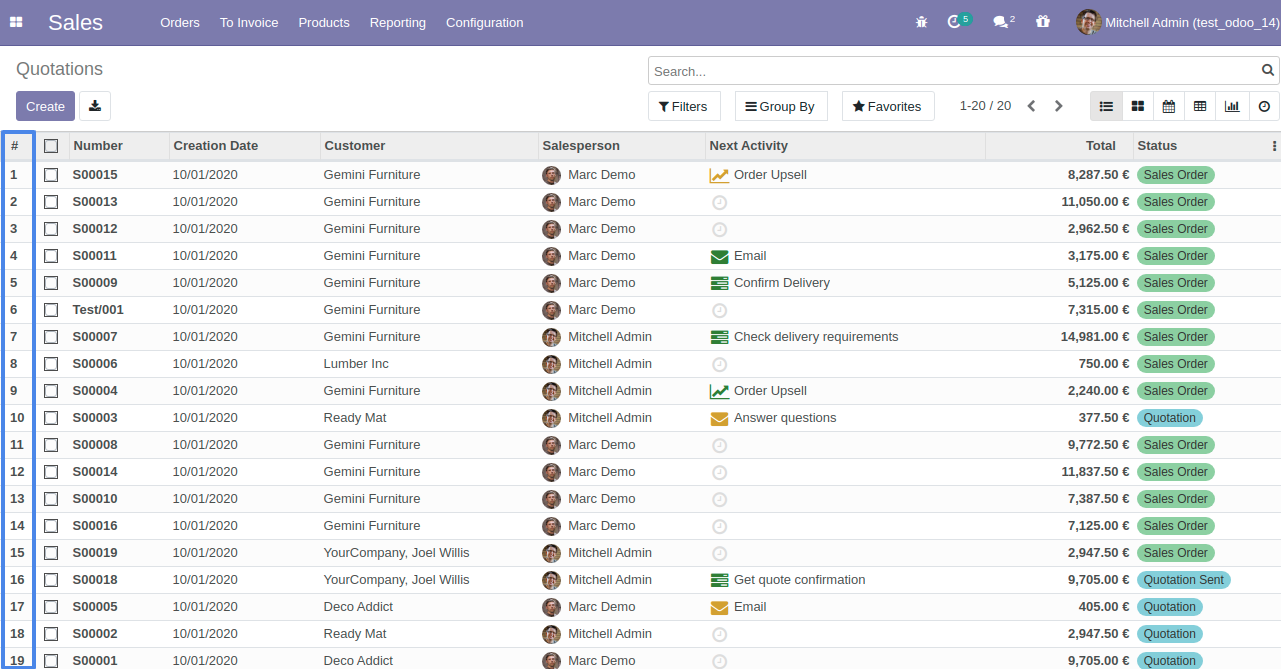 Sales Orders To Invoice Products Reporting Configuration 5 2 Mitchell Admin (test_odoo_14)
Quotations Search...
Create Filters Group By Favorites 1-20 / 20
# Number Creation Date Customer Salesperson Next Activity Total Status
1 S00015 10/01/2020 Gemini Furniture Marc Demo Order Upsell 8,287.50 € Sales Order
2 S00013 10/01/2020 Gemini Furniture Marc Demo 11,050.00 € Sales Order
3 S00012 10/01/2020 Gemini Furniture Marc Demo 2,962.50 € Sales Order
4 S00011 10/01/2020 Gemini Furniture Marc Demo Email 3,175.00 € Sales Order
5 S00009 10/01/2020 Gemini Furniture Marc Demo Confirm Delivery 5,125.00 € Sales Order
6 Test/001 10/01/2020 Gemini Furniture Marc Demo 7,315.00 € Sales Order
7 S00007 10/01/2020 Gemini Furniture Mitchell Admin Check delivery requirements 14,981.00 € Sales Order
8 S00006 10/01/2020 Lumber Inc Mitchell Admin 750.00 € Sales Order
9 S00004 10/01/2020 Gemini Furniture Mitchell Admin Order Upsell 2,240.00 € Sales Order
10 S00003 10/01/2020 Ready Mat Mitchell Admin Answer questions 377.50 € Quotation
11 S00008 10/01/2020 Gemini Furniture Marc Demo 9,772.50 € Sales Order
12 S00014 10/01/2020 Gemini Furniture Marc Demo 11,837.50 € Sales Order
13 S00010 10/01/2020 Gemini Furniture Marc Demo 7,387.50 € Sales Order
14 S00016 10/01/2020 Gemini Furniture Marc Demo 7,125.00 € Sales Order
15 S00019 10/01/2020 YourCompany, Joel Willis Mitchell Admin 2,947.50 € Sales Order
16 S00018 10/01/2020 YourCompany, Joel Willis Mitchell Admin Get quote confirmation 9,705.00 € Quotation Sent
17 S00005 10/01/2020 Deco Addict Marc Demo Email 405.00 € Quotation
18 S00002 10/01/2020 Ready Mat Mitchell Admin 2,947.50 € Quotation
19 S00001 10/01/2020 Deco Addict Marc Demo 9,705.00 € Quotation